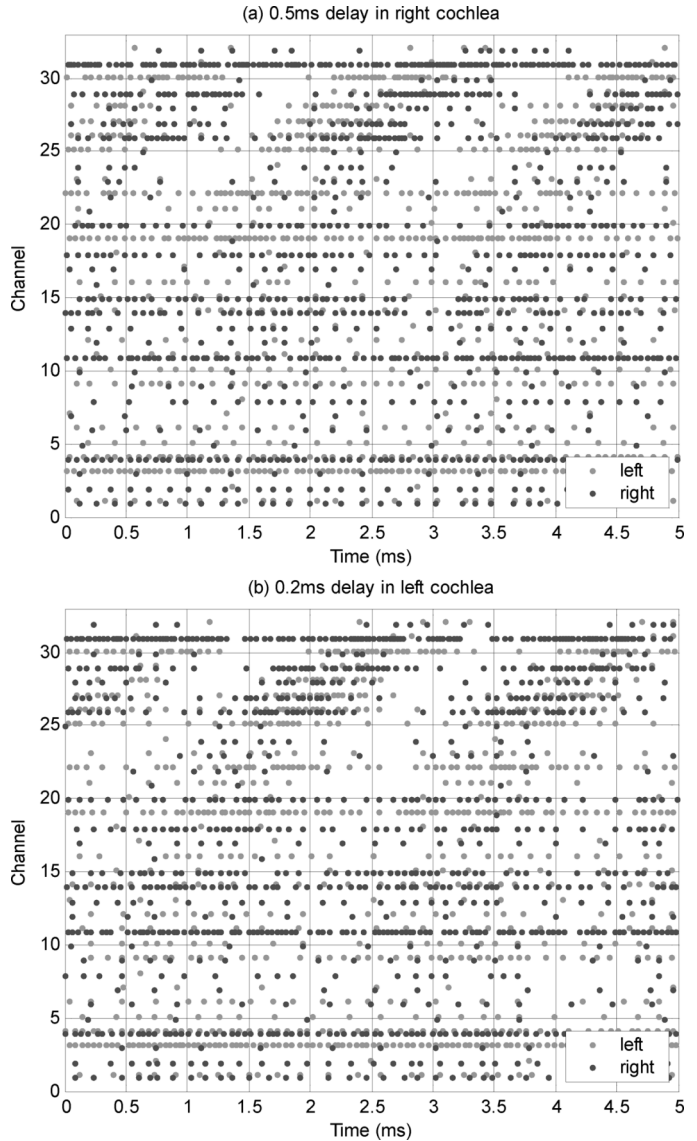 (a) 0.5ms delay in right cochlea
30
25
20
15
10
5
0
Channel
left
right
0 0.5 1 1.5 2 2.5 3 3.5 4 4.5 5
Time (ms)
(b) 0.2ms delay in left cochlea
30
25
20
15
10
5
0
Channel
left
right
0 0.5 1 1.5 2 2.5 3 3.5 4 4.5 5
Time (ms)